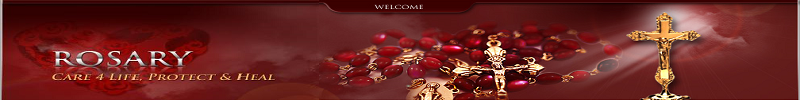 WELCOME
ROSARY
CARE 4 LIFE, PROTECT & HEAL